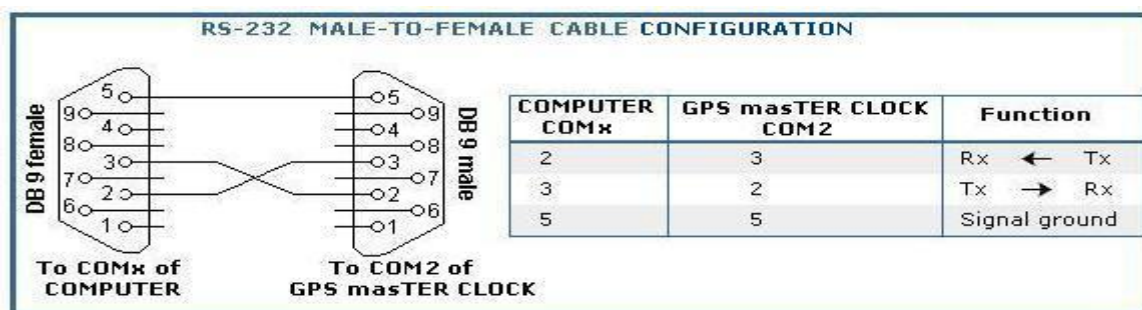 RS-232 MALE-TO-FEMALE CABLE CONFIGURATION
DB 9 female
5
9
4
8
3
7
2
6
1
5
9
4
8
3
7
2
6
1
DB 9 male
To COMx of
COMPUTER
To COM2 of
GPS masTER CLOCK
COMPUTER COMx GPS masTER CLOCK COM2 Function
2 3 Rx ← Tx
3 2 Tx → Rx
5 5 Signal ground